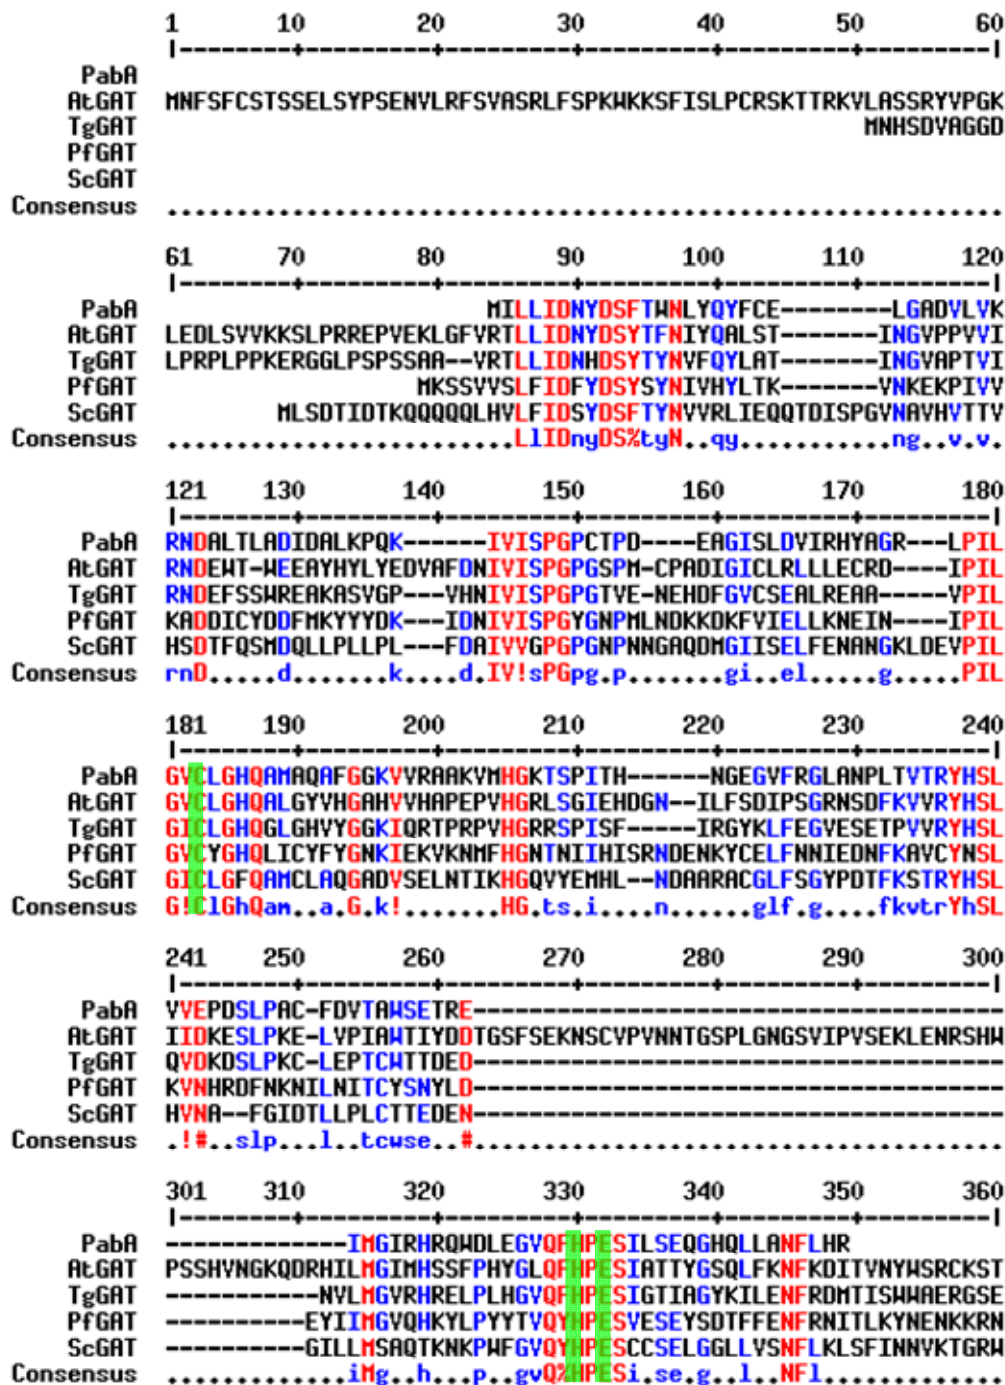 1 10 20 30 40 50 60
|--------+---------+---------+---------+---------+---------|
PabA
AtGAT MNFSFCSTSSELSYPSENVLRFSVASRLFSPKWKKSFISLPCRSKTTRKVLASSRYVPGK
TgGAT MNHSDVAGGD
PfGAT
ScGAT
Consensus ............................................................
61 70 80 90 100 110 120
|--------+---------+---------+---------+---------+---------|
PabA MILLIDNYDSFTWNLYQYFCE--------LGADVLVK
AtGAT LEDLSVVKKSLPRREPVEKLGFVRTLLIDNYDSYTFNIYQALST-------INGVPPVVI
TgGAT LPRPLPPKERGGLPSPSSAA--VRTLLIDNHDSYTYNVFQYLAT-------INGVAPTVI
PfGAT MKSSVVSLFIDFYDSYSYNIVHYLTK-------VNKEKPIVV
ScGAT MLSDTIDTKQQQQQLHVLFIDSYDSFTYNVVRLIEQQTDISPGVNAVHVTTV
Consensus .........................LlIDnyDS%tyN..qy...........ng..v.v.
121 130 140 150 160 170 180
|--------+---------+---------+---------+---------+---------|
PabA RNDALTLADIDALKPQK------IVISPGPCTPD----EAGISLDVIRHYAGR---LPIL
AtGAT RNDEWT-WEEAYHYLYEDVAFDNIVISPGPGSPM-CPADIGICLRLLLECRD----IPIL
TgGAT RNDEFSSWREAKASVGP---VHNIVISPGPGTVE-NEHDFGVCSEALREAA-----VPIL
PfGAT KADDICYDDFMKYYYDK---IDNIVISPGYGNPMLNDKKDKFVIELLKNEIN----IPIL
ScGAT HSDTFQSMDQLLPLLPL---FDAIVVGPGPGNPNNGAQDMGIISELFENANGKLDEVPIL
Consensus rnD.....d.......k....d.IV!sPGpg.p.......gi..el.....g.....PIL
181 190 200 210 220 230 240
|--------+---------+---------+---------+---------+---------|
PabA GVCLGHQAMAQAFGGKVVRAAKVMHGKTSPITH------NGEGVFRGLANPLTVTRYHSL
AtGAT GVCLGHQALGYVHGAHVVHAPEPVHGRLSGIEHDGN--ILFSDIPSGRNSDFKVVRYHSL
TgGAT GICLGHQGLGHVYGGKIQRTPRPVHGRRSPISF-----IRGYKLFEGVESETPVVRYHSL
PfGAT GVCYGHQLICYFYGNKIEKVKNMFHGNTNIIHISRNDENKYCELFNNIEDNFKAVCYNSL
ScGAT GICLGFQAMCLAQGADVSELNTIKHGQVYEMHL--NDAARACGLFSGYPDTFKSTRYHSL
Consensus G!ClGhQam..a.G.k!.......HG.ts.i...n......glf.g....fkvtrYhSL
241 250 260 270 280 290 300
|--------+---------+---------+---------+---------+---------|
PabA VVEPDSLPAC-FDVTAWSETRE--------------------------------------
AtGAT IIDKESLPKE-LVPIAWTIYDDTGSFSEKNSCVPVNNTGSPLGNGSVIPVSEKLENRSHW
TgGAT QVDKDSLPKC-LEPTCWTTDED--------------------------------------
PfGAT KVNHRDFNKNILNITCYSNYLD--------------------------------------
ScGAT HVNA--FGIDTLLPLCTTEDEN--------------------------------------
Consensus .!#..slp...l..tcwse..#......................................
301 310 320 330 340 350 360
|--------+---------+---------+---------+---------+---------|
PabA -------------IMGIRHRQWDLEGVQFHPESILSEQGHQLLANFLHR
AtGAT PSSHVNGKQDRHILMGIMHSSFPHYGLQFHPESIATTYGSQLFKNFKDITVNYWSRCKST
TgGAT -----------NVLMGVRHRELPLHGVQFHPESIGTIAGYKILENFRDMTISWWAERGSE
PfGAT ----------EYIIMGVQHKYLPYYTVQYHPESVESEYSDTFFENFRNITLKYNENKKRN
ScGAT ----------GILLMSAQTKNKPWFGVQYHPESCCSELGGLLVSNFLKLSFINNVKTGRW
Consensus .............iMg..h...p..gvQ%HPESi.se.g..l..NFl.............